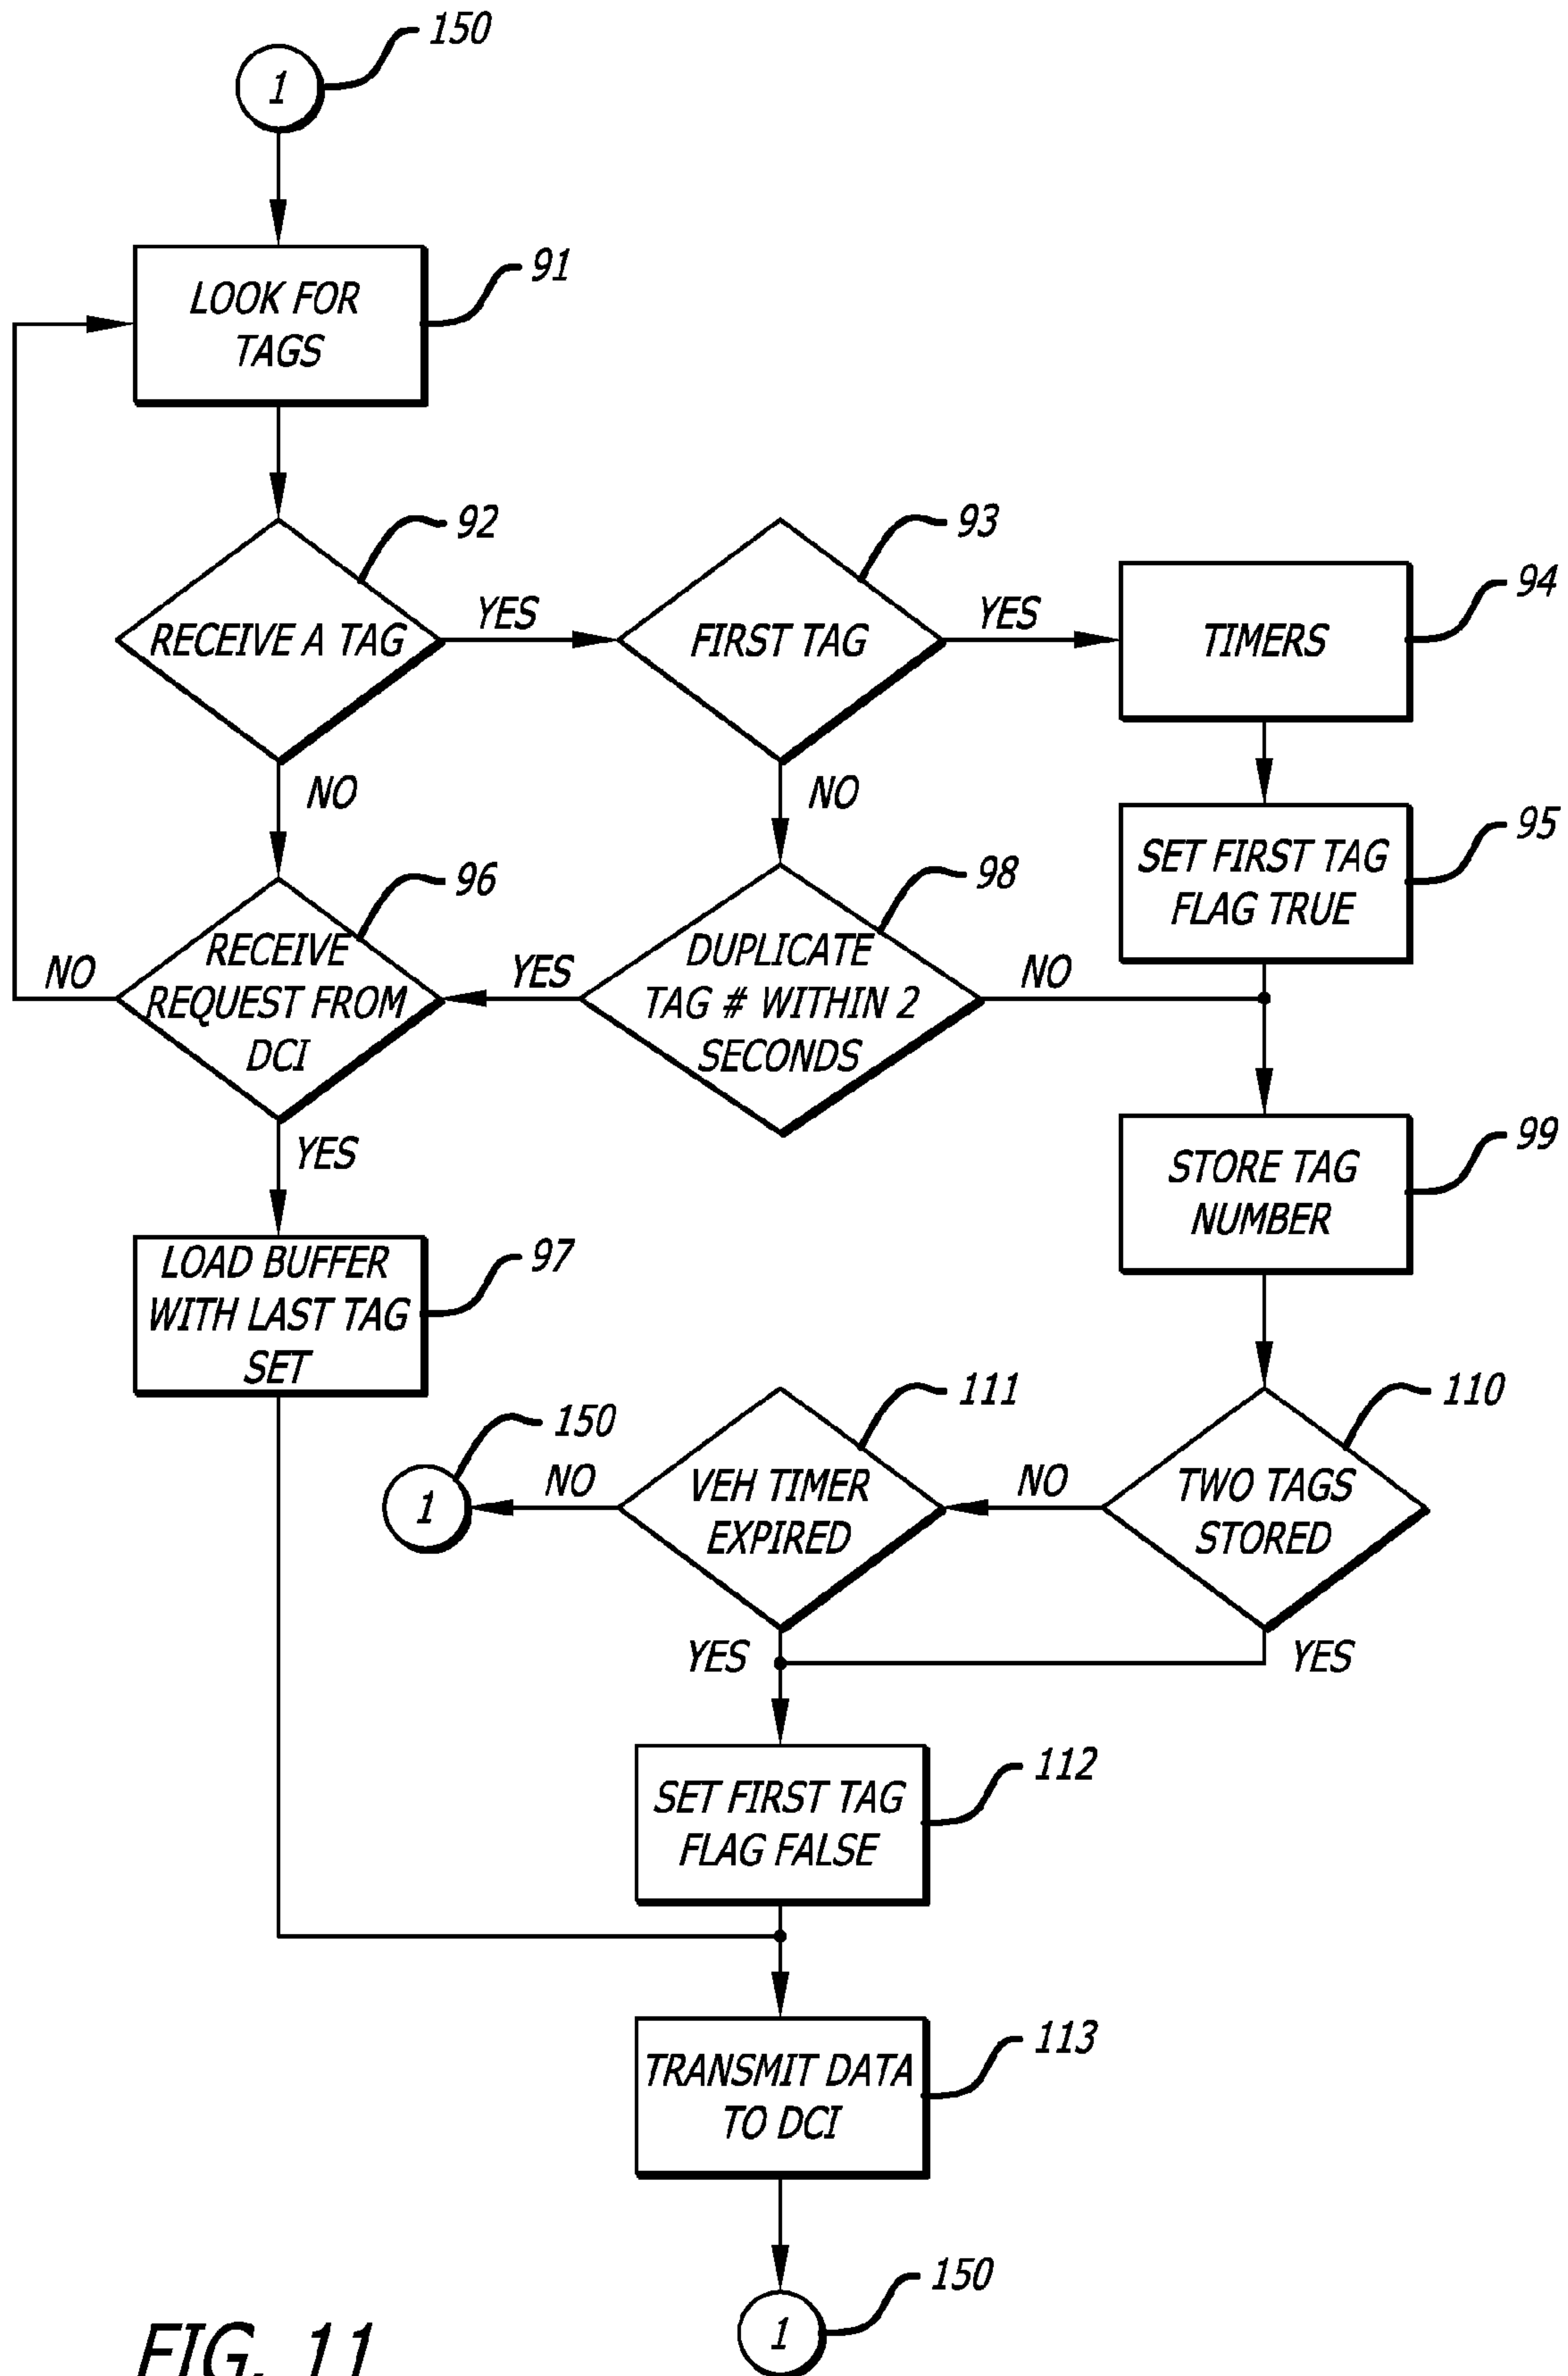 150
1
91
LOOK FOR
TAGS
92
93
94
RECEIVE A TAG
YES
FIRST TAG
YES
TIMERS
NO
NO
95
SET FIRST TAG
FLAG TRUE
96
98
NO
RECEIVE
REQUEST FROM
DCI
YES
DUPLICATE
TAG # WITHIN 2
SECONDS
NO
YES
99
STORE TAG
NUMBER
97
LOAD BUFFER
WITH LAST TAG
SET
150
111
110
1
NO
VEH TIMER
EXPIRED
NO
TWO TAGS
STORED
YES
YES
112
SET FIRST TAG
FLAG FALSE
113
TRANSMIT DATA
TO DCI
150
1
FIG. 11